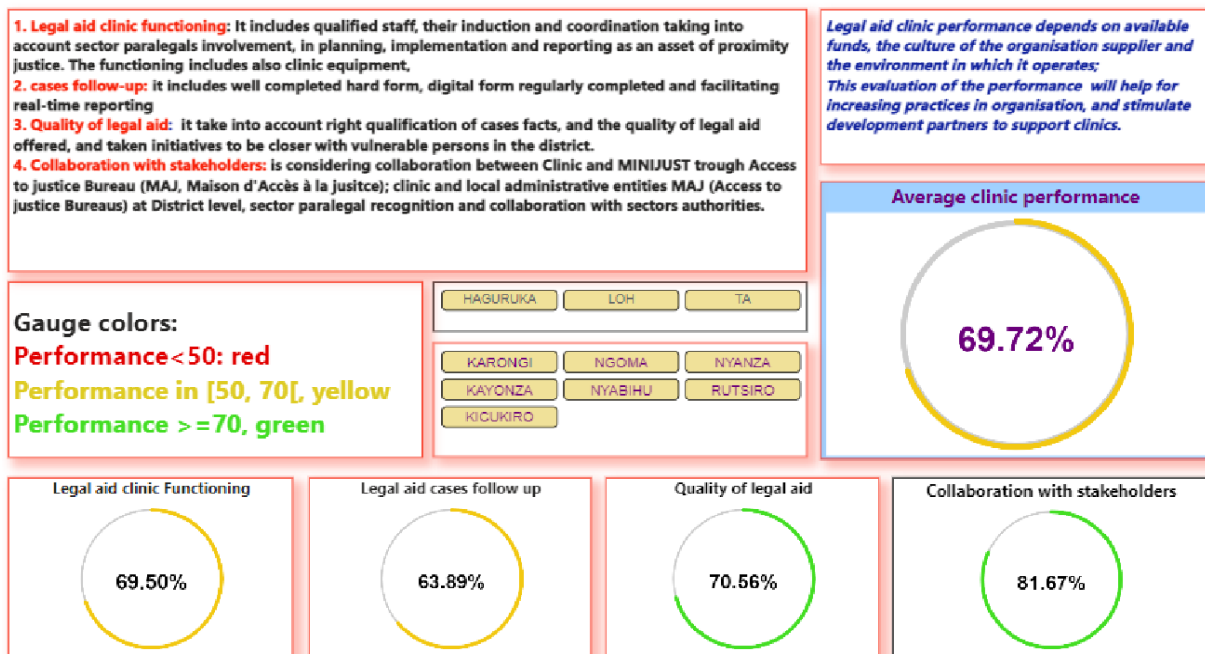 1. Legal aid clinic functioning: It includes qualified staff, their induction and coordination taking into
account sector paralegals involvement, in planning, implementation and reporting as an asset of proximity
justice. The functioning includes also clinic equipment,
2. cases follow-up: it includes well completed hard form, digital form regularly completed and facilitating
real-time reporting
3. Quality of legal aid: it take into account right qualification of cases facts, and the quality of legal aid
offered, and taken initiatives to be closer with vulnerable persons in the district.
4. Collaboration with stakeholders: is considering collaboration between Clinic and MINIJUST trough Access
to justice Bureau (MAJ, Maison d'Accès à la jusitce); clinic and local administrative entities MAJ (Access to
justice Bureaus) at District level, sector paralegal recognition and collaboration with sectors authorities.
Legal aid clinic performance depends on available
funds, the culture of the organisation supplier and
the environment in which it operates;
This evaluation of the performance will help for
increasing practices in organisation, and stimulate
development partners to support clinics.
Average clinic performance
69.72%
Gauge colors:
Performance<50: red
Performance in [50, 70[, yellow
Performance >=70, green
HAGURUKA LOH TA
KARONGI NGOMA NYANZA
KAYONZA NYABIHU RUTSIRO
KICUKIRO
Legal aid clinic Functioning
69.50%
Legal aid cases follow up
63.89%
Quality of legal aid
70.56%
Collaboration with stakeholders
81.67%